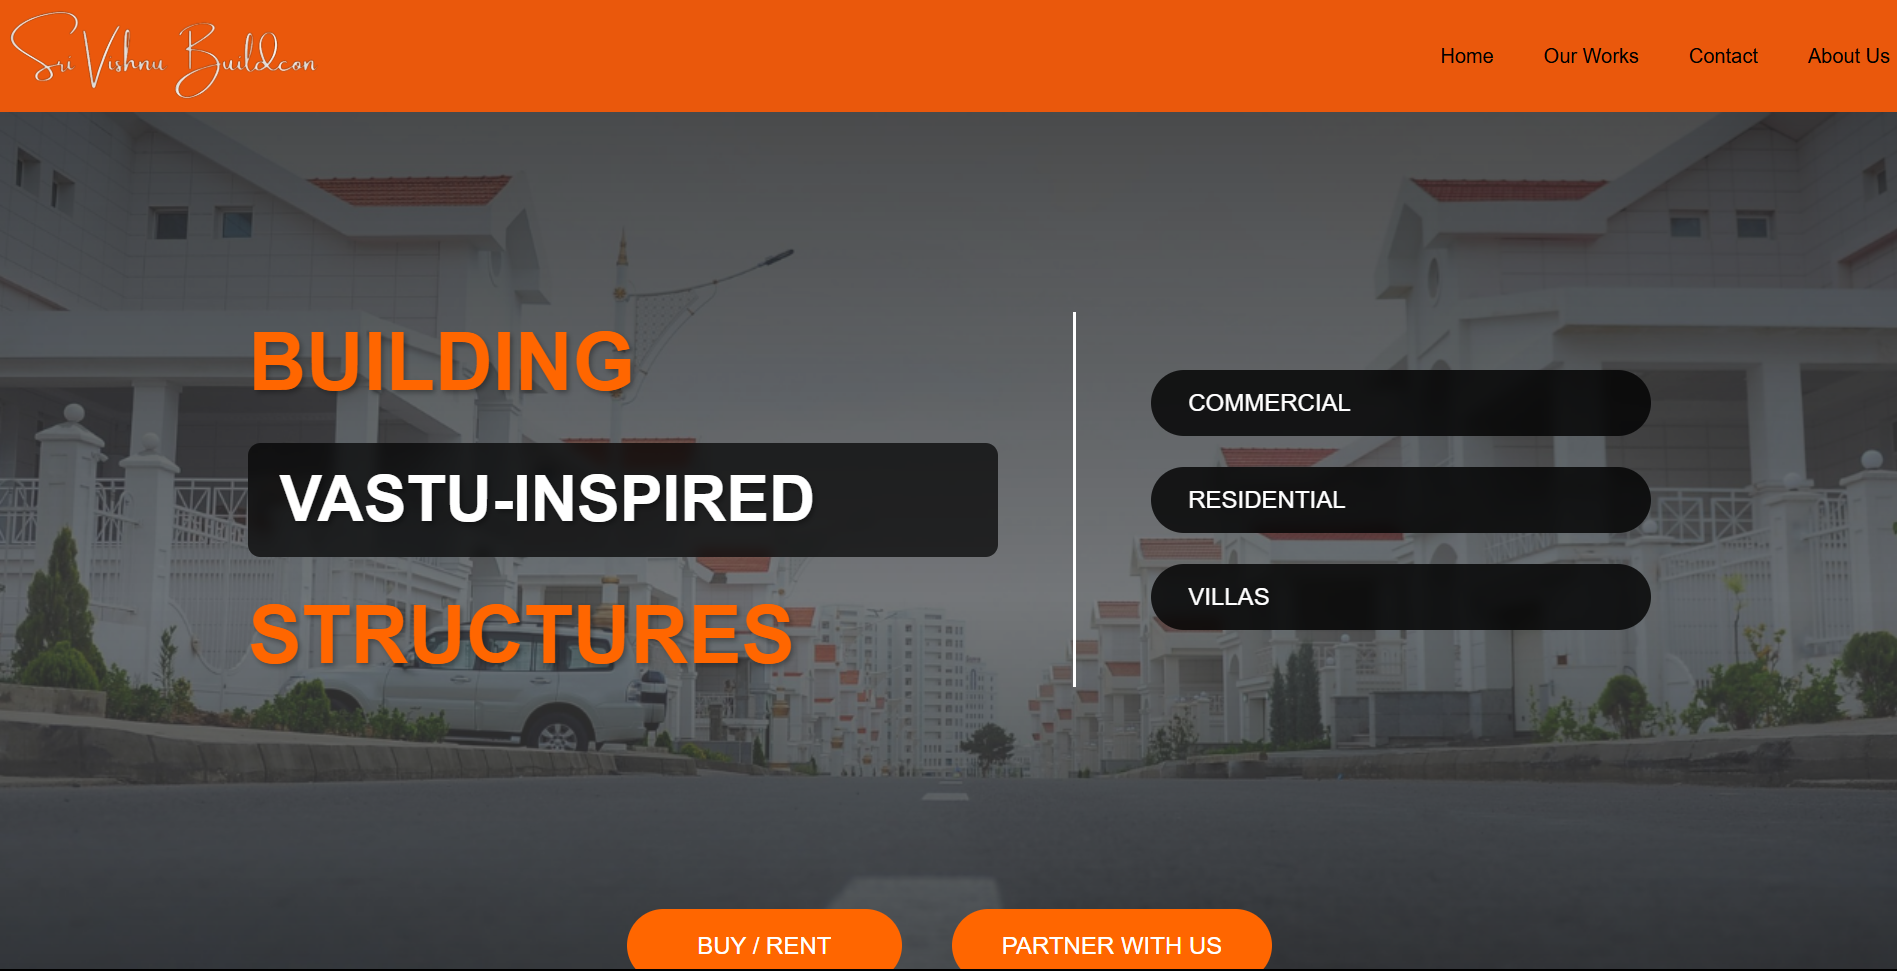 Sri Vishnu Buildcon
Home Our Works Contact About Us
BUILDING
VASTU-INSPIRED
STRUCTURES
COMMERCIAL
RESIDENTIAL
VILLAS
BUY / RENT PARTNER WITH US